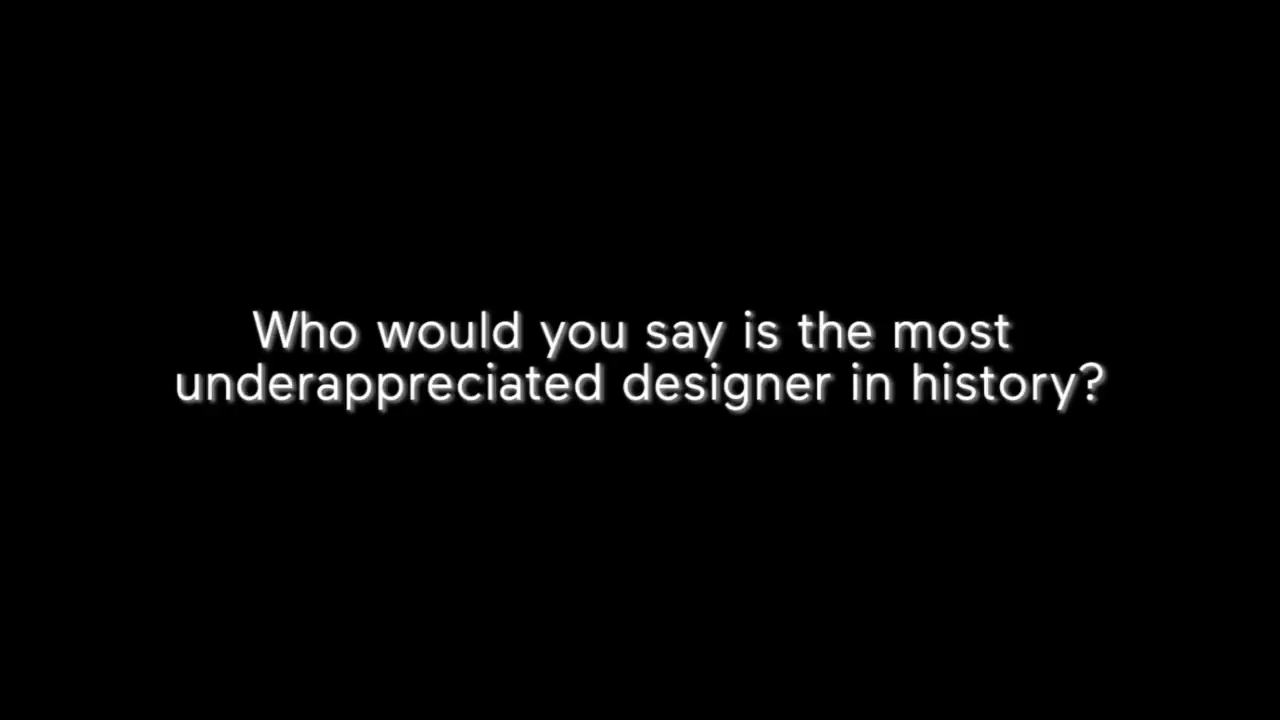 Who would you say is the most
underappreciated designer in history?